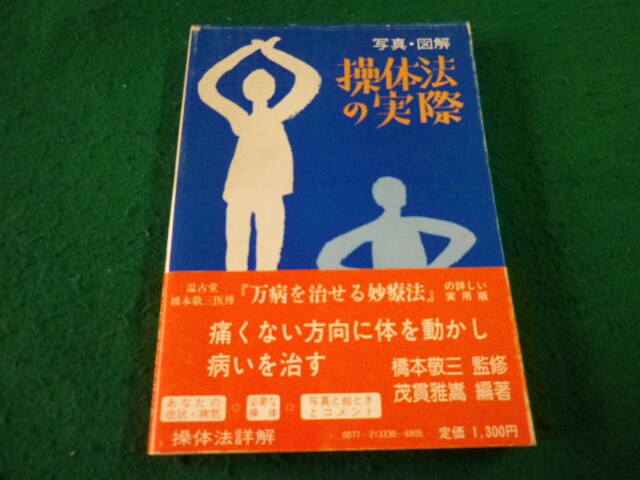 写真・図解
操体法
の実際
温古堂
橋本敬三医博
『万病を治せる妙療法』
の詳しい
実用版
痛くない方向に体を動かし
病いを治す
橋本敬三 監修
茂貫雅嵩 編著
あなたの
症状・病気
必要な
操体
写真と絵とき
とコメント
操体法詳解
0077-213330-6805
定価 1,300円